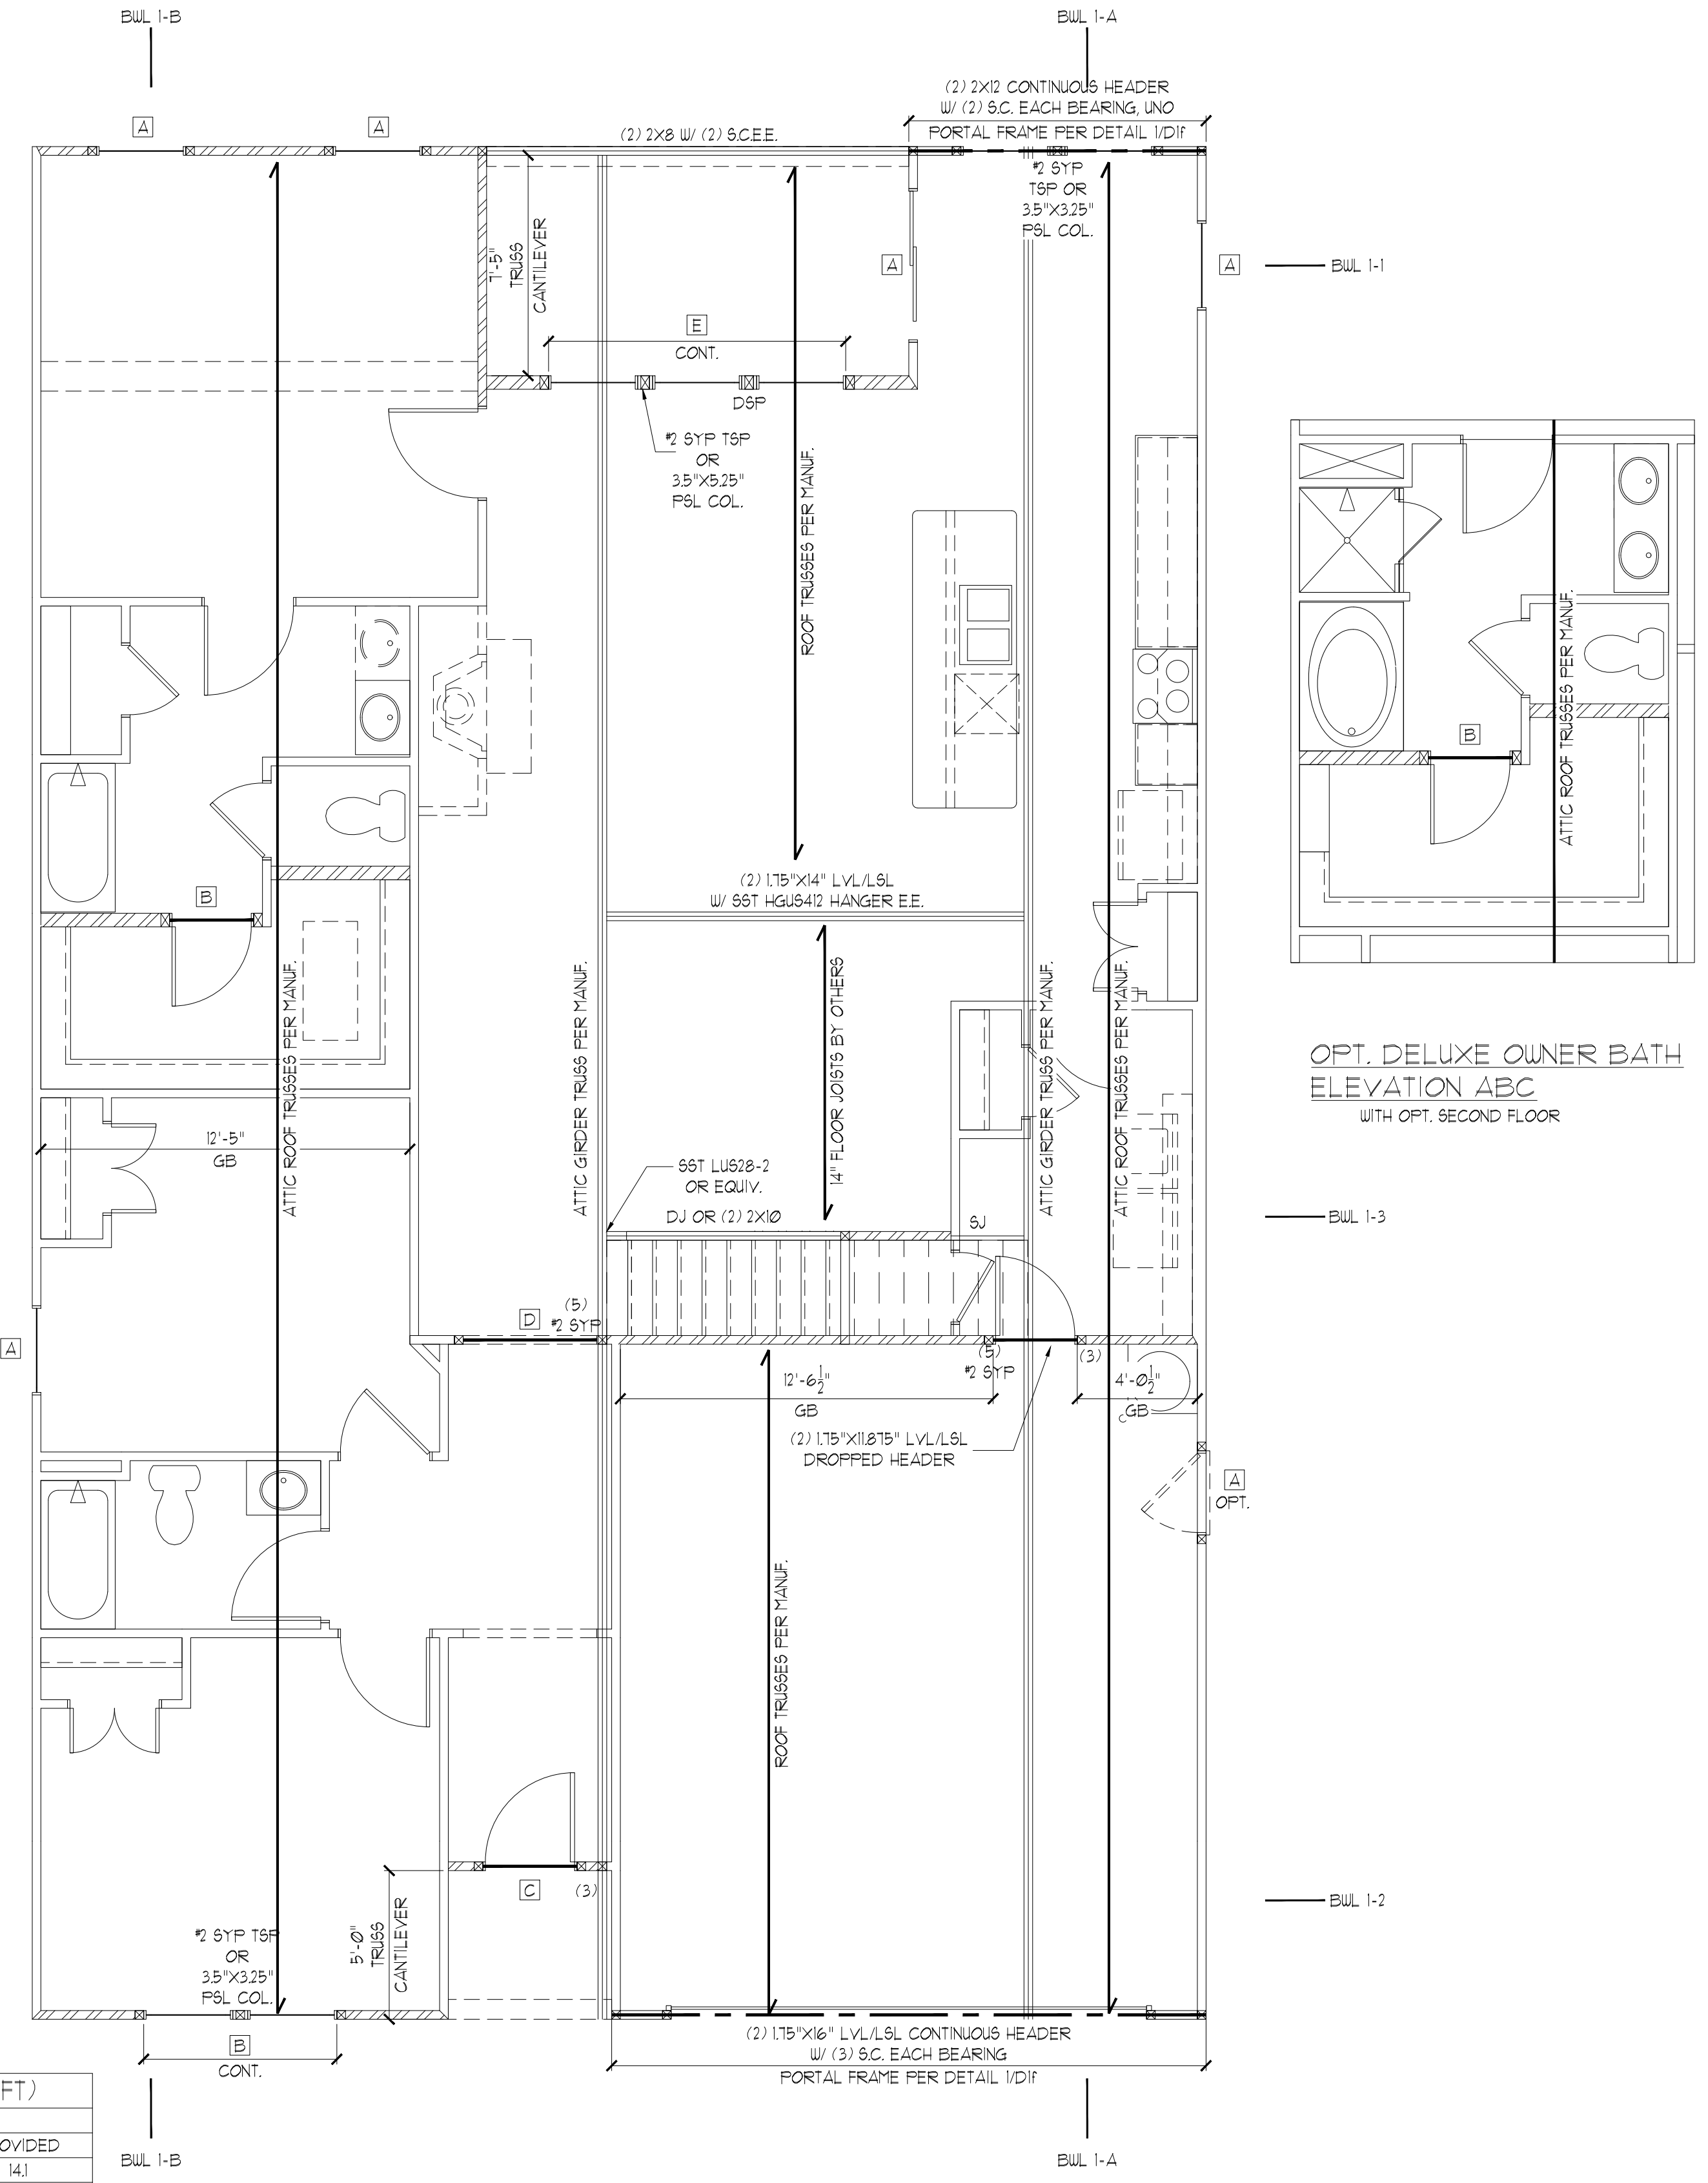 BWL 1-B
BWL 1-A
(2) 2X12 CONTINUOUS HEADER
W/ (2) S.C. EACH BEARING, UNO
PORTAL FRAME PER DETAIL 1/D1f
A
A
(2) 2X8 W/ (2) S.C.E.E.
#2 SYP
TSP OR
3.5"X3.25"
PSL COL.
7'-5"
TRUSS
CANTILEVER
A
A
BWL 1-1
E
CONT.
DSP
#2 SYP TSP
OR
3.5"X5.25"
PSL COL.
ROOF TRUSSES PER MANUF.
ATTIC ROOF TRUSSES PER MANUF.
B
B
(2) 1.75"X14" LVL/LSL
W/ SST HGUS412 HANGER E.E.
ATTIC ROOF TRUSSES PER MANUF.
ATTIC GIRDER TRUSS PER MANUF.
14" FLOOR JOISTS BY OTHERS
ATTIC GIRDER TRUSS PER MANUF.
ATTIC ROOF TRUSSES PER MANUF.
OPT. DELUXE OWNER BATH
ELEVATION ABC
WITH OPT. SECOND FLOOR
12'-5"
GB
SST LUS28-2
OR EQUIV.
DJ OR (2) 2X10
SJ
BWL 1-3
A
D
(5)
#2 SYP
(5)
#2 SYP
(3)
12'-6 1/2"
GB
4'-0 1/2"
GB
(2) 1.75"X11.875" LVL/LSL
DROPPED HEADER
A
OPT.
ROOF TRUSSES PER MANUF.
C
(3)
BWL 1-2
5'-0"
TRUSS
CANTILEVER
#2 SYP TSP
OR
3.5"X3.25"
PSL COL.
B
CONT.
(2) 1.75"X16" LVL/LSL CONTINUOUS HEADER
W/ (3) S.C. EACH BEARING
PORTAL FRAME PER DETAIL 1/D1f
FT)
OVIDED
14.1
BWL 1-B
BWL 1-A